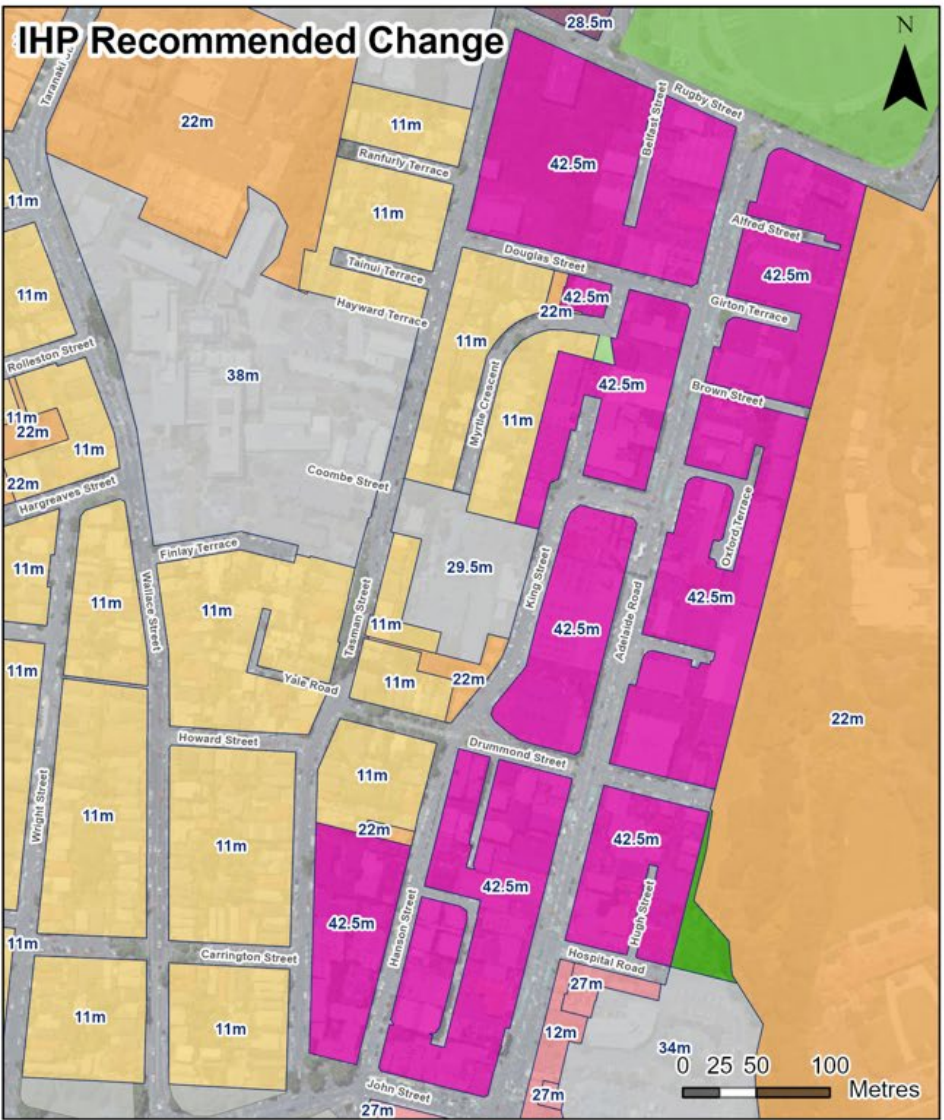 IHP Recommended Change
N
28.5m
22m
11m
Ranfurly Terrace
11m
Tainui Terrace
Hayward Terrace
42.5m
Belfast Street
Rugby Street
Alfred Street
42.5m
Girton Terrace
Douglas Street
42.5m
22m
11m
Myrtle Crescent
11m
42.5m
Brown Street
11m
11m
Rolleston Street
11m
22m
11m
22m
Hargreaves Street
38m
Coombe Street
Finlay Terrace
29.5m
King Street
Oxford Terrace
42.5m
Adelaide Road
42.5m
11m
11m
Wallace Street
11m
Tasman Street
11m
11m
22m
Yale Road
11m
22m
Howard Street
Drummond Street
11m
22m
Wright Street
11m
11m
42.5m
Hanson Street
42.5m
42.5m
Hugh Street
Hospital Road
11m
Carrington Street
27m
12m
34m
11m
11m
27m
John Street
27m
0 25 50 100
Metres